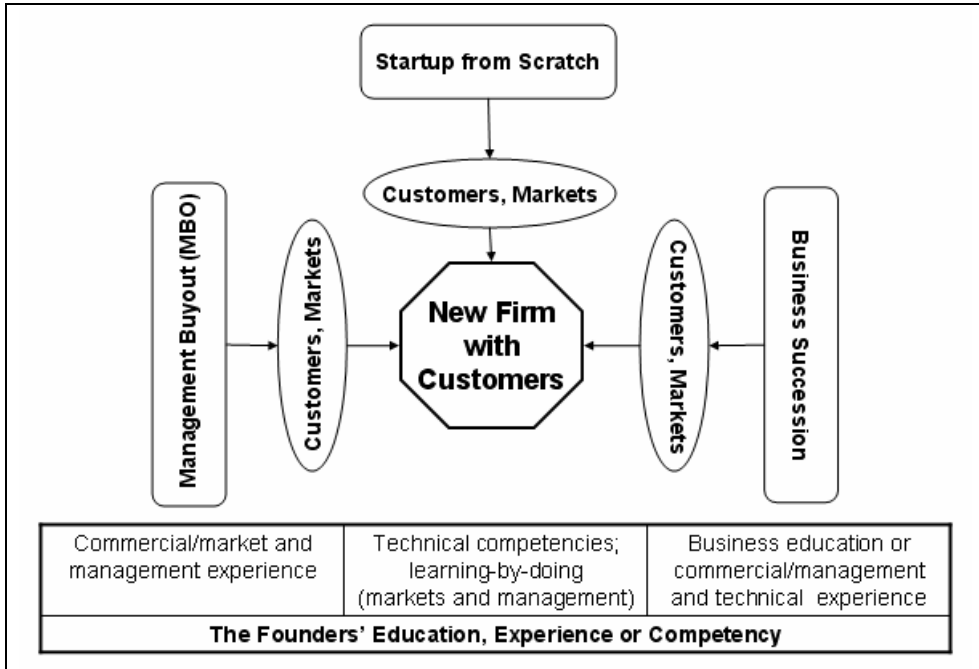 Startup from Scratch
Customers, Markets
Management Buyout (MBO)
Customers, Markets
New Firm
with
Customers
Customers, Markets
Business Succession
Commercial/market and
management experience
Technical competencies;
learning-by-doing
(markets and management)
Business education or
commercial/management
and technical experience
The Founders’ Education, Experience or Competency